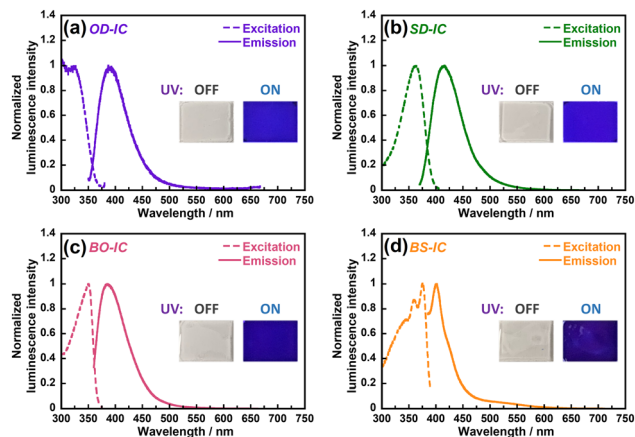 (a) OD-IC
Excitation
Emission
UV: OFF ON
Normalized
luminescence intensity
1.4
1.2
1
0.8
0.6
0.4
0.2
0
300 350 400 450 500 550 600 650 700 750
Wavelength / nm
(b) SD-IC
Excitation
Emission
UV: OFF ON
Normalized
luminescence intensity
1.4
1.2
1
0.8
0.6
0.4
0.2
0
300 350 400 450 500 550 600 650 700 750
Wavelength / nm
(c) BO-IC
Excitation
Emission
UV: OFF ON
Normalized
luminescence intensity
1.4
1.2
1
0.8
0.6
0.4
0.2
0
300 350 400 450 500 550 600 650 700 750
Wavelength / nm
(d) BS-IC
Excitation
Emission
UV: OFF ON
Normalized
luminescence intensity
1.4
1.2
1
0.8
0.6
0.4
0.2
0
300 350 400 450 500 550 600 650 700 750
Wavelength / nm